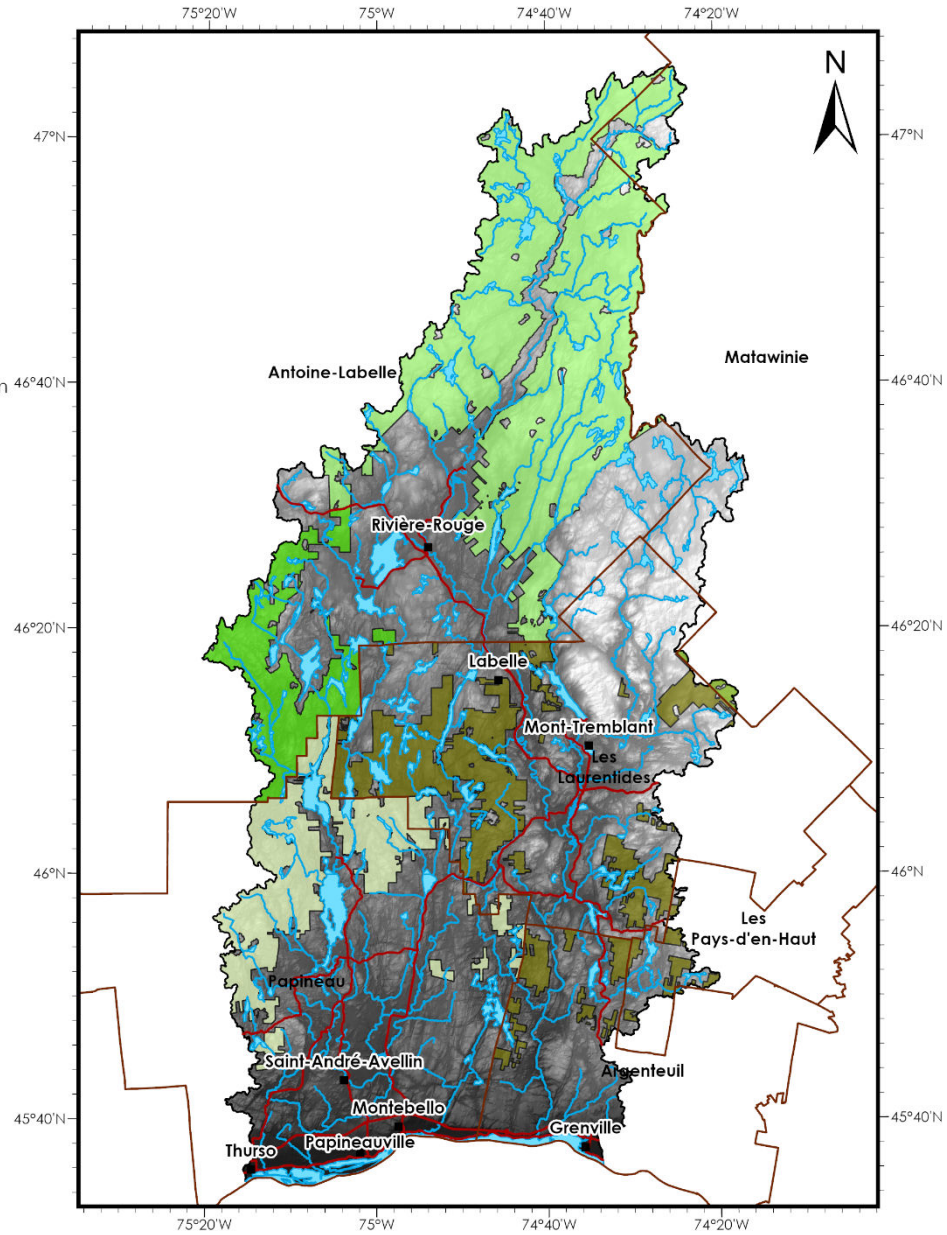 75°20'W 75°W 74°40'W 74°20'W
N
47°N 47°N
Matawinie
Antoine-Labelle
n
46°40'N 46°40'N
Rivière-Rouge
46°20'N 46°20'N
Labelle
Mont-Tremblant
Les
Laurentides
46°N 46°N
Les
Pays-d'en-Haut
Papineau
Saint-André-Avellin
Argenteuil
Montebello
45°40'N 45°40'N
Grenville
Papineauville
Thurso
75°20'W 75°W 74°40'W 74°20'W